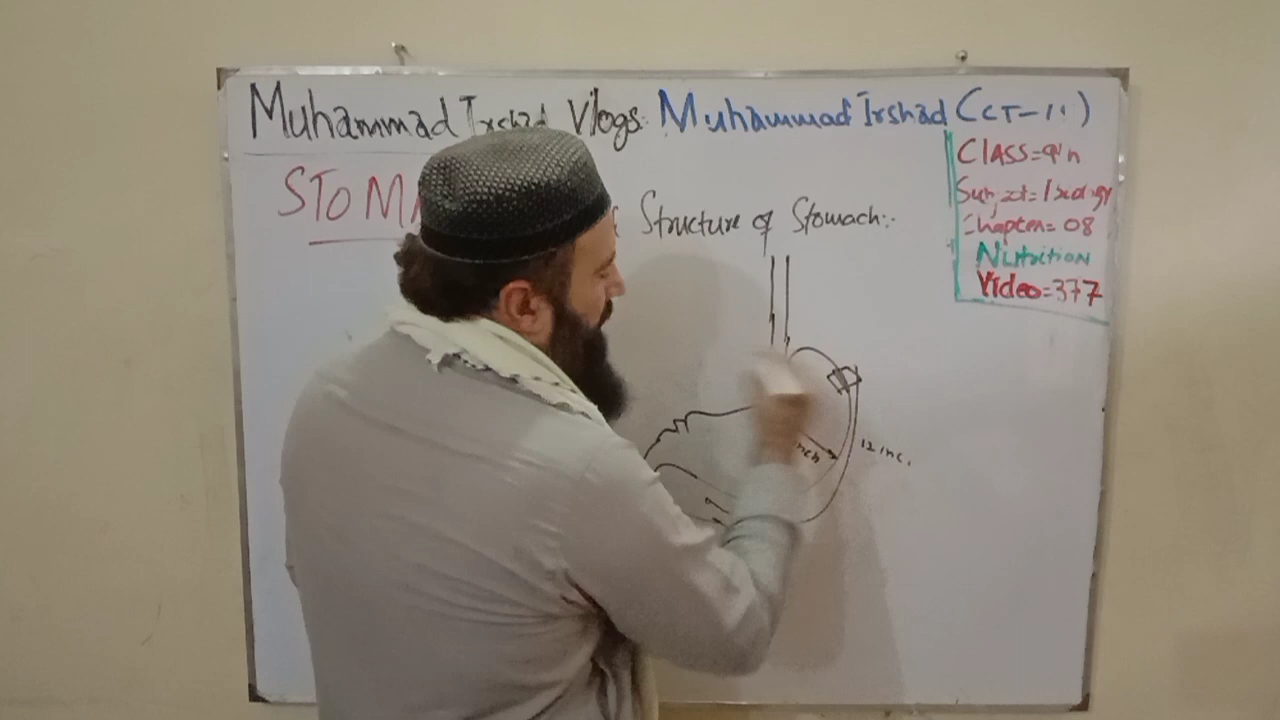 Muhammad Irshad Vlogs. Muhammad Irshad (CT-11)
STOMA
Structure of Stomach:-
CLASS=9th
Chapter= 08
Nutrition
Video=377
12 inc.